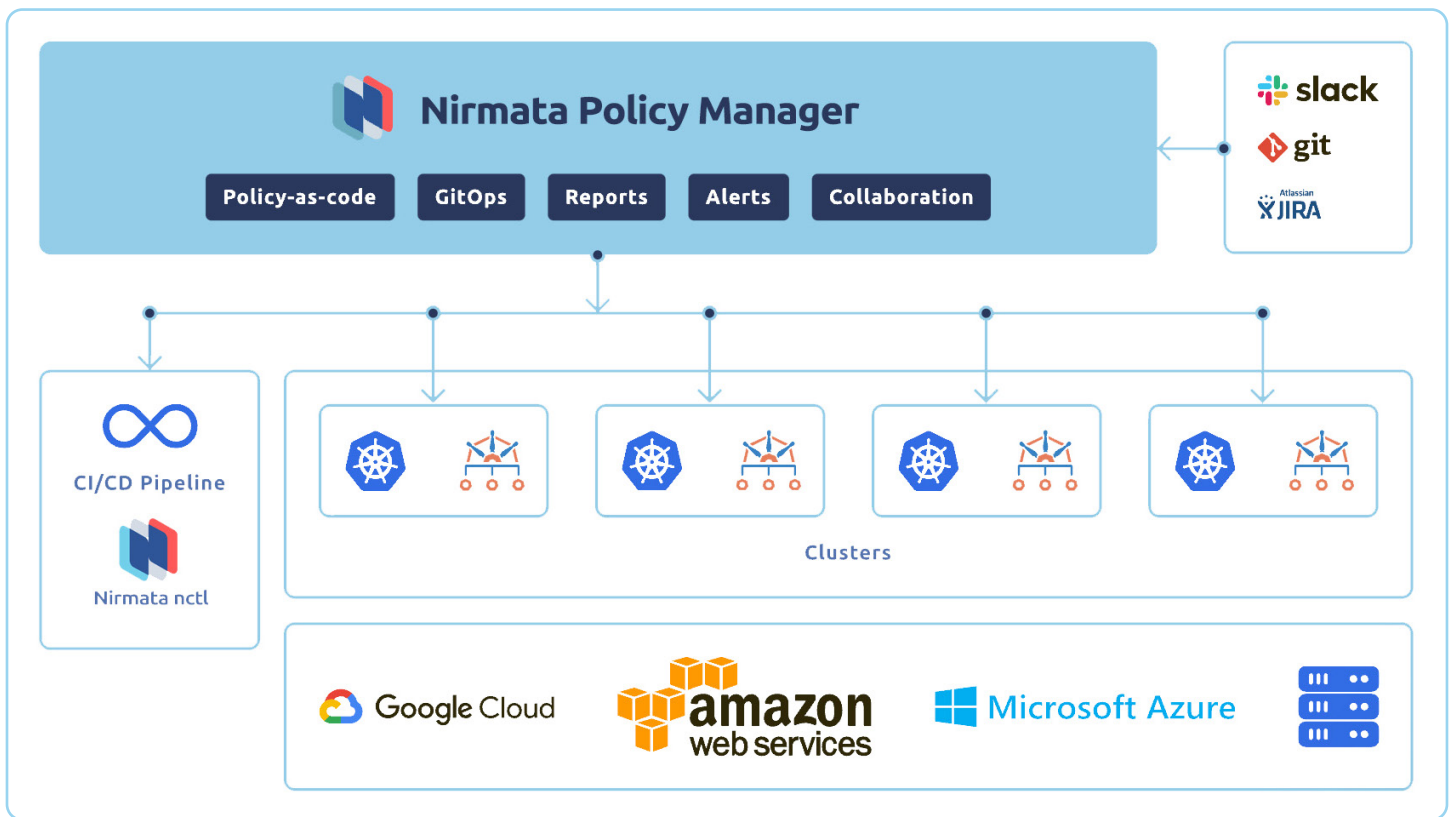 Nirmata Policy Manager
Policy-as-code
GitOps
Reports
Alerts
Collaboration
slack
git
Atlassian
JIRA
CI/CD Pipeline
Nirmata nctl
Clusters
Google Cloud
amazon
web services
Microsoft Azure